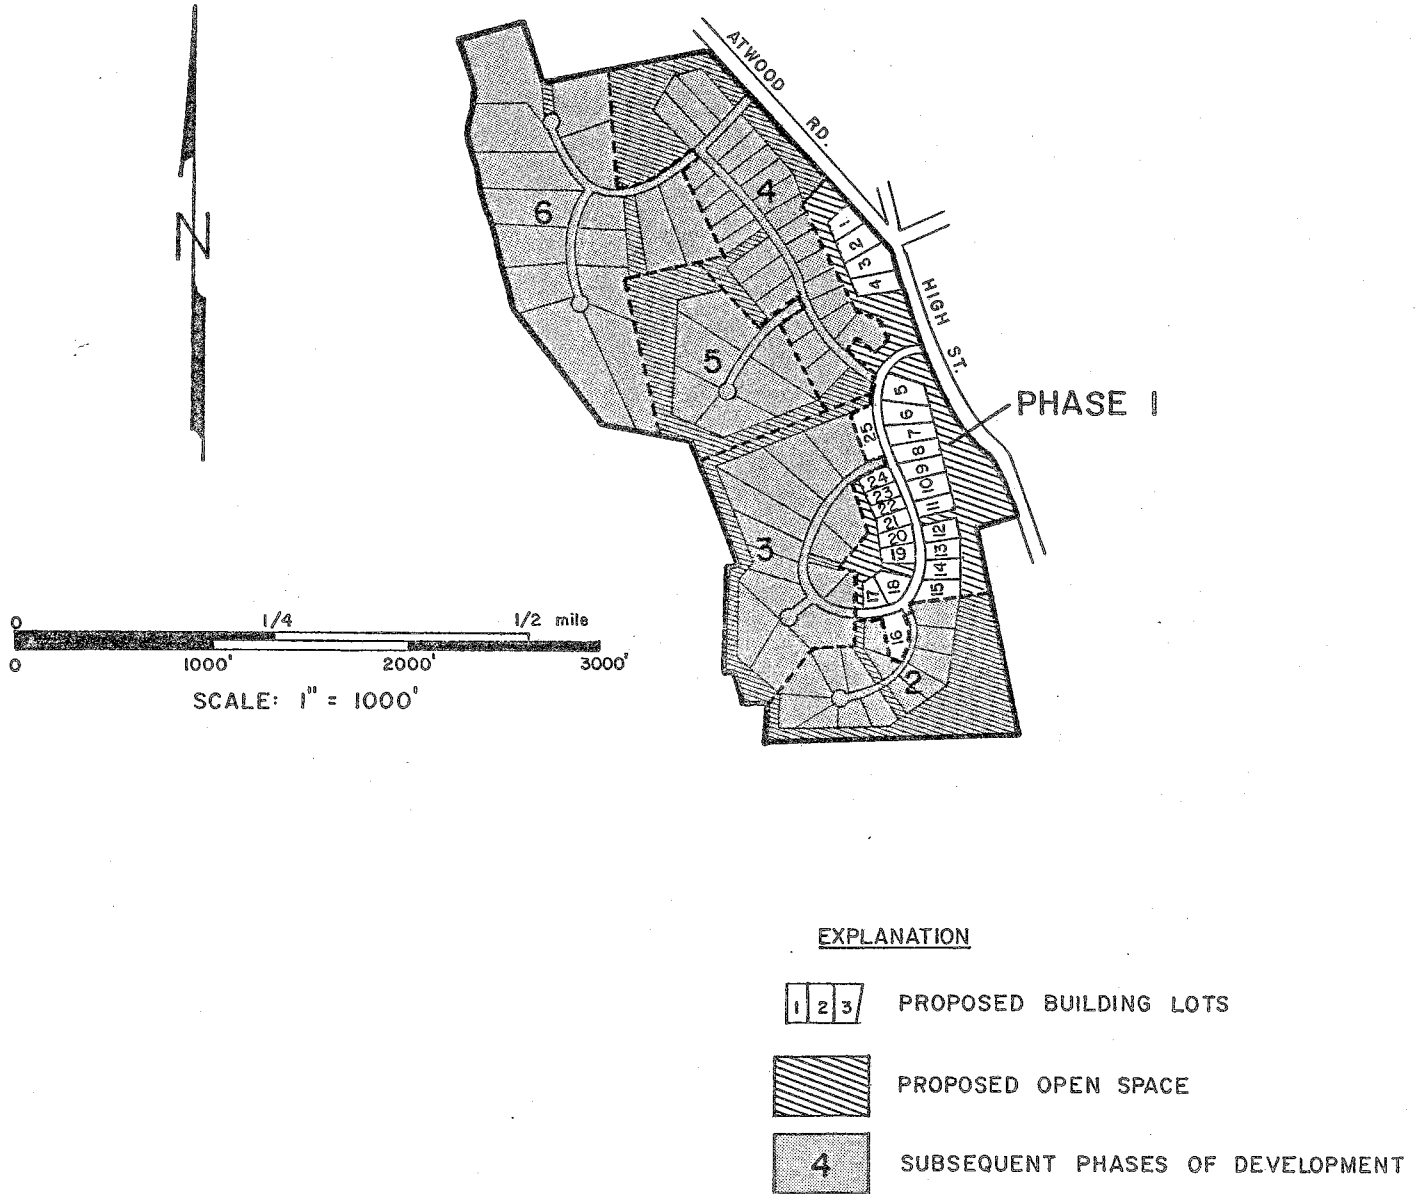 ATWOOD RD.
4
6
1
2
3
4
HIGH ST.
5
PHASE 1
5
6
7
8
9
10
11
12
13
14
15
16
17
18
19
20
21
22
23
24
25
3
2
N
0 1/4 1/2 mile
0 1000' 2000' 3000'
SCALE: 1" = 1000'
EXPLANATION
1 2 3 PROPOSED BUILDING LOTS
PROPOSED OPEN SPACE
4 SUBSEQUENT PHASES OF DEVELOPMENT